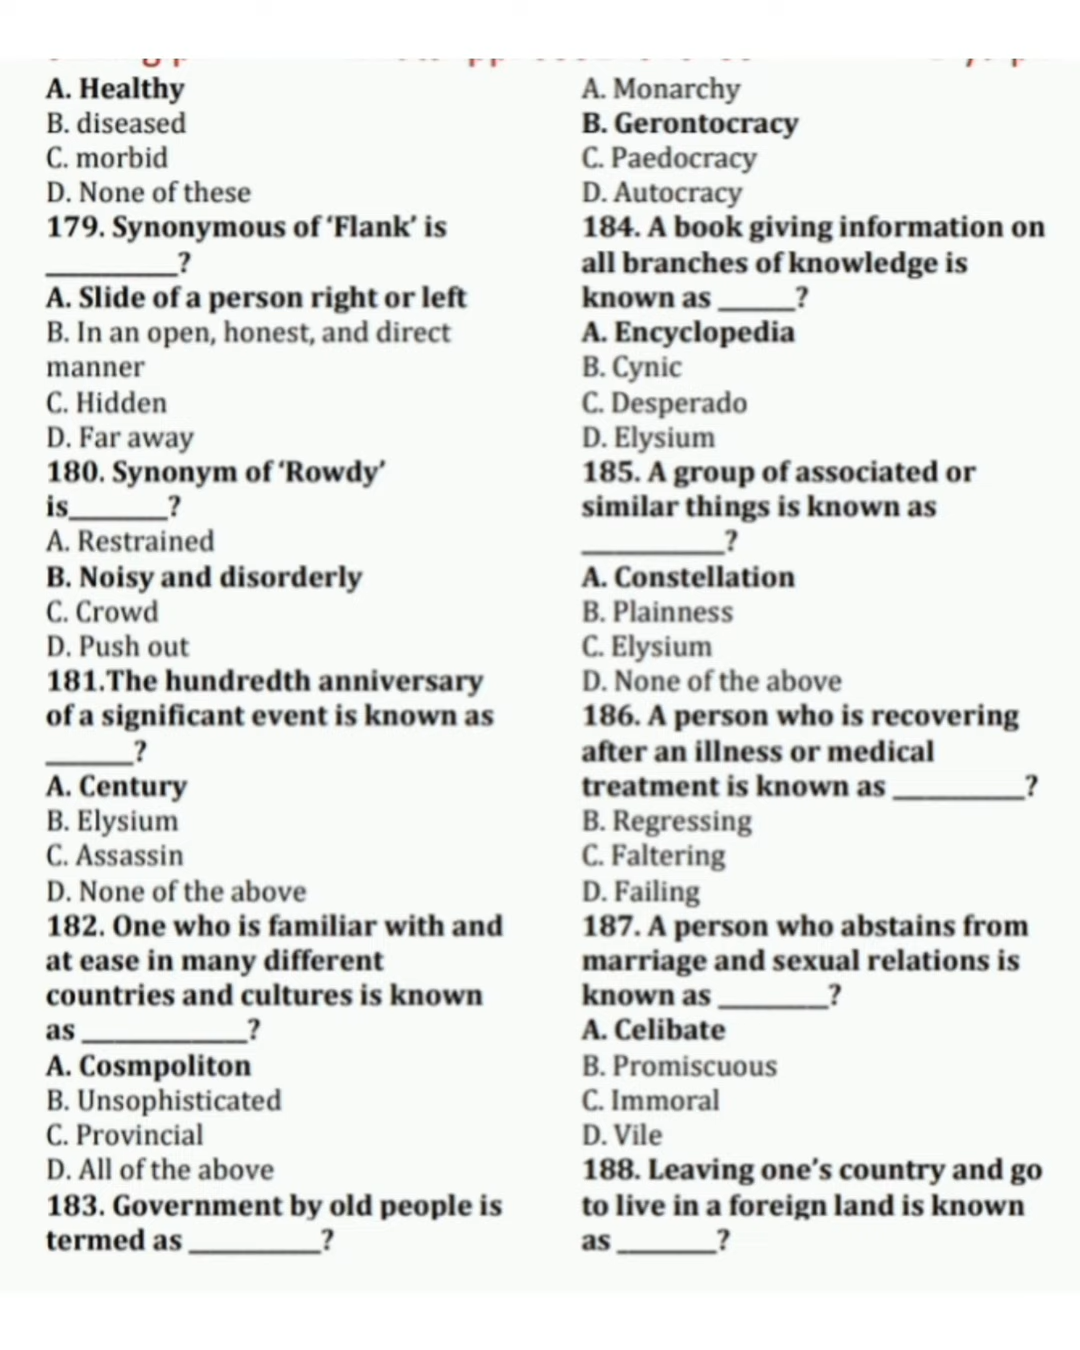 A. Healthy
B. diseased
C. morbid
D. None of these
179. Synonymous of ‘Flank’ is
_________?
A. Slide of a person right or left
B. In an open, honest, and direct
manner
C. Hidden
D. Far away
180. Synonym of ‘Rowdy’
is_______?
A. Restrained
B. Noisy and disorderly
C. Crowd
D. Push out
181.The hundredth anniversary
of a significant event is known as
______?
A. Century
B. Elysium
C. Assassin
D. None of the above
182. One who is familiar with and
at ease in many different
countries and cultures is known
as ___________?
A. Cosmpoliton
B. Unsophisticated
C. Provincial
D. All of the above
183. Government by old people is
termed as _________?
A. Monarchy
B. Gerontocracy
C. Paedocracy
D. Autocracy
184. A book giving information on
all branches of knowledge is
known as _____?
A. Encyclopedia
B. Cynic
C. Desperado
D. Elysium
185. A group of associated or
similar things is known as
__________?
A. Constellation
B. Plainness
C. Elysium
D. None of the above
186. A person who is recovering
after an illness or medical
treatment is known as _________?
B. Regressing
C. Faltering
D. Failing
187. A person who abstains from
marriage and sexual relations is
known as _______?
A. Celibate
B. Promiscuous
C. Immoral
D. Vile
188. Leaving one’s country and go
to live in a foreign land is known
as _______?